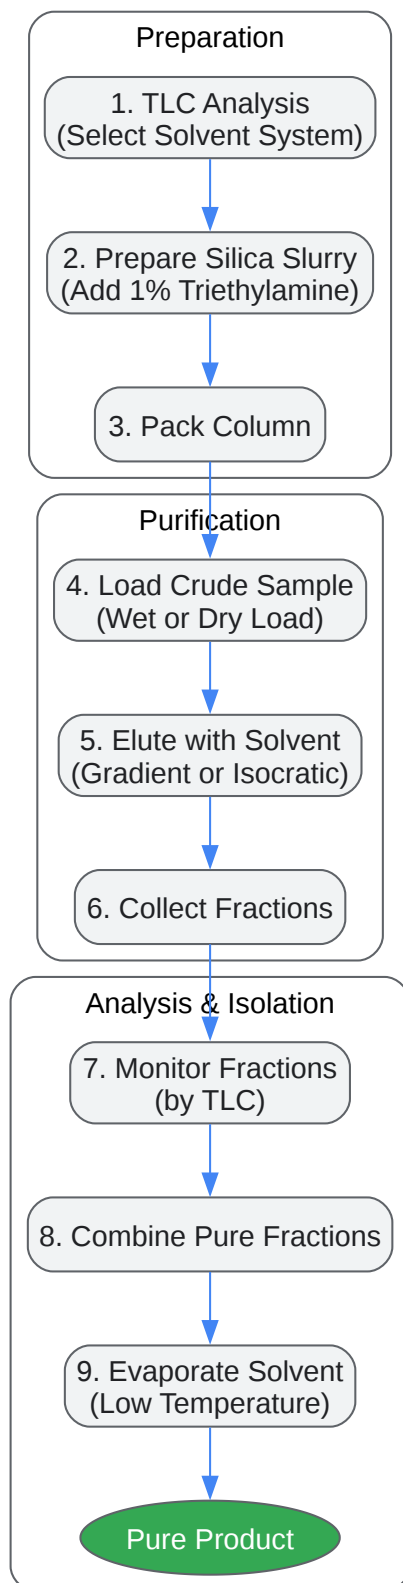 Preparation
1. TLC Analysis
(Select Solvent System)
2. Prepare Silica Slurry
(Add 1% Triethylamine)
3. Pack Column
Purification
4. Load Crude Sample
(Wet or Dry Load)
5. Elute with Solvent
(Gradient or Isocratic)
6. Collect Fractions
Analysis & Isolation
7. Monitor Fractions
(by TLC)
8. Combine Pure Fractions
9. Evaporate Solvent
(Low Temperature)
Pure Product